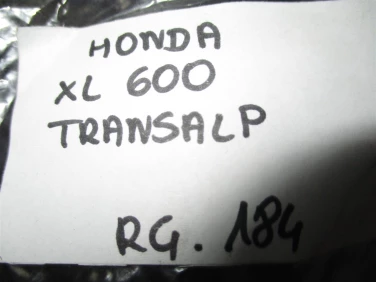 HONDA
XL 600
TRANSALP
RG. 184